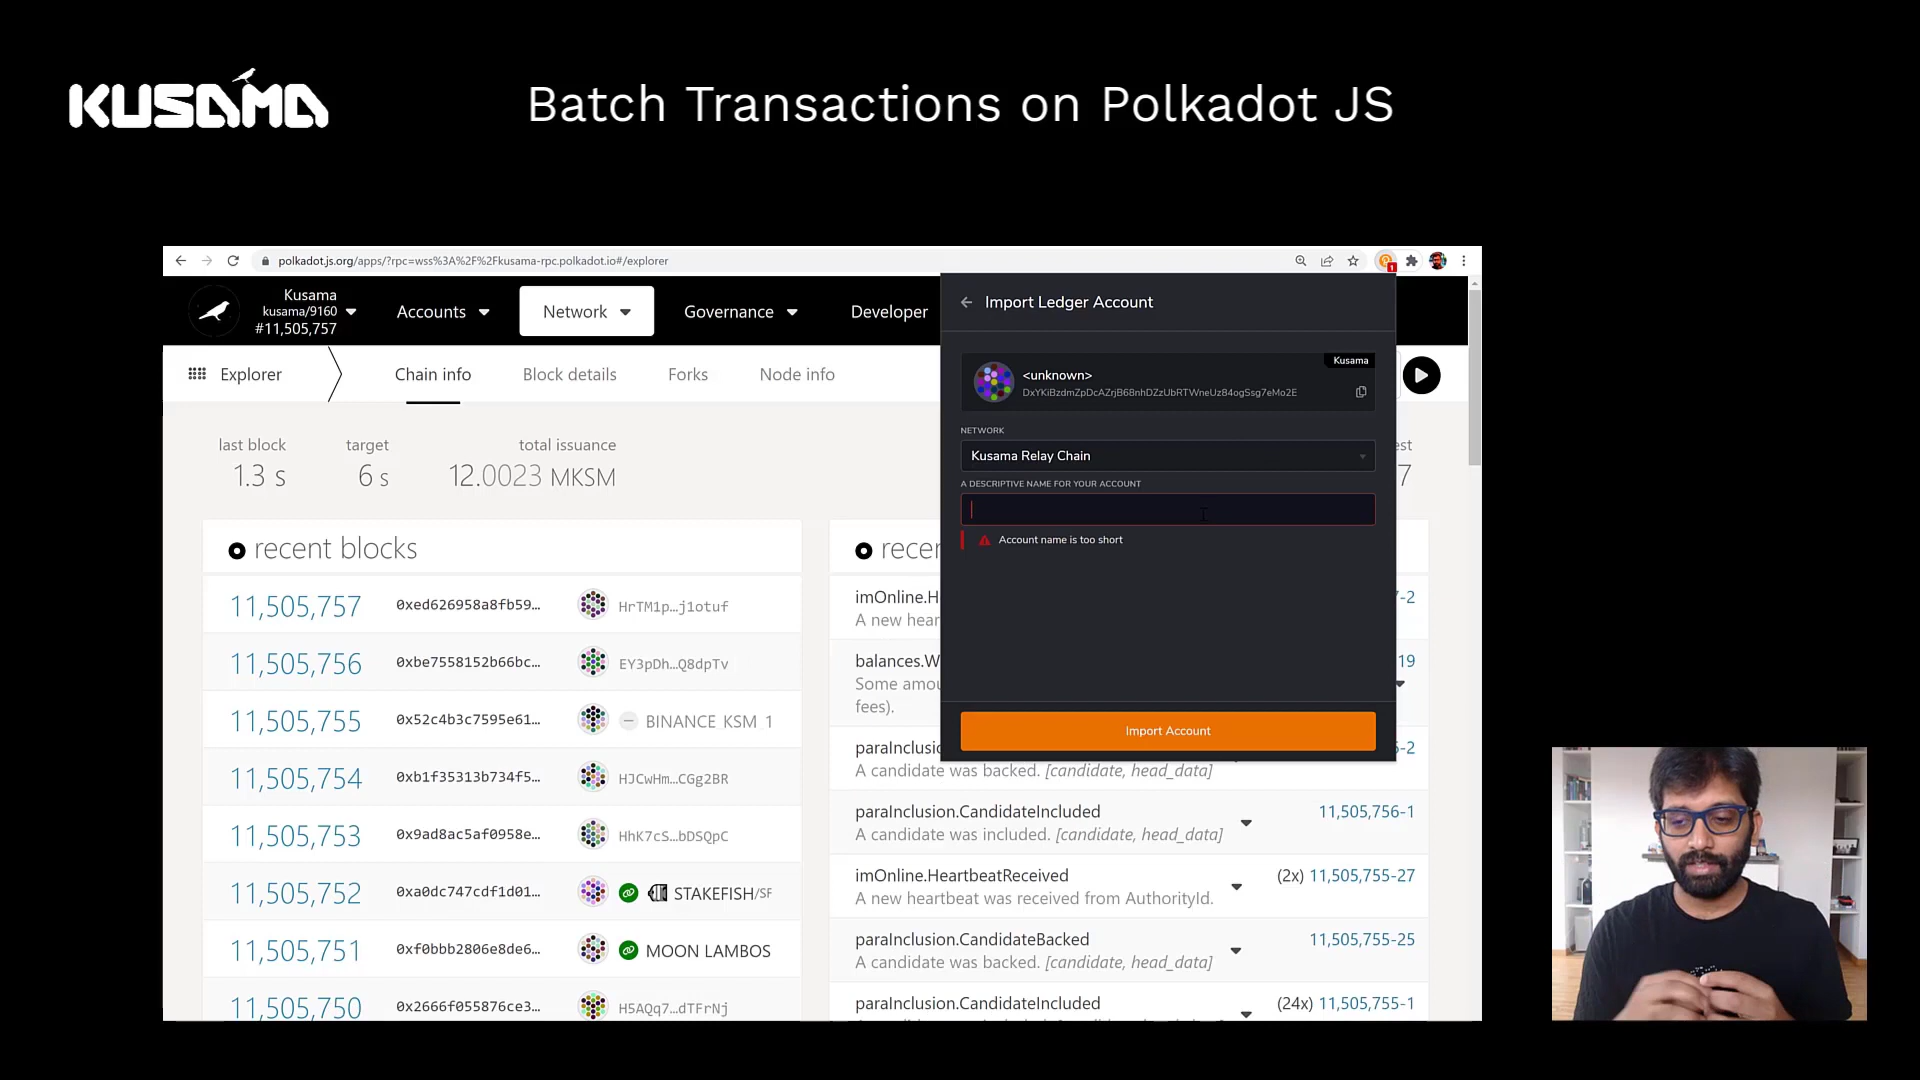 KUSAMA
Batch Transactions on Polkadot JS
polkadot.js.org/apps/?rpc=wss%3A%2F%2Fkusama-rpc.polkadot.io#/explorer
1
Kusama
kusama/9160
#11,505,757
Accounts
Network
Governance
Developer
Explorer
Chain info
Block details
Forks
Node info
last block
1.3 s
target
6 s
total issuance
12.0023 MKSM
est
7
Import Ledger Account
Kusama
<unknown>
DxYKiBzdmZpDcAZrjB68nhDZzUbRTWneUz84ogSsg7eMo2E
NETWORK
Kusama Relay Chain
A DESCRIPTIVE NAME FOR YOUR ACCOUNT
Account name is too short
Import Account
recent blocks
11,505,757 0xed626958a8fb59... HrTM1p...j1otuf
11,505,756 0xbe7558152b66bc... EY3pDh...Q8dpTv
11,505,755 0x52c4b3c7595e61... BINANCE_KSM_1
11,505,754 0xb1f35313b734f5... HJCwHm...CGg2BR
11,505,753 0x9ad8ac5af0958e... HhK7cS...bDSQpC
11,505,752 0xa0dc747cdf1d01... STAKEFISH/SF
11,505,751 0xf0bbb2806e8de6... MOON LAMBOS
11,505,750 0x2666f055876ce3... H5AQq7...dTFrNj
recer
imOnline.H
-2
A new hear
balances.W
19
Some amou
fees).
paraInclusio
-2
A candidate was backed. [candidate, head_data]
paraInclusion.CandidateIncluded 11,505,756-1
A candidate was included. [candidate, head_data]
imOnline.HeartbeatReceived (2x) 11,505,755-27
A new heartbeat was received from AuthorityId.
paraInclusion.CandidateBacked 11,505,755-25
A candidate was backed. [candidate, head_data]
paraInclusion.CandidateIncluded (24x) 11,505,755-1